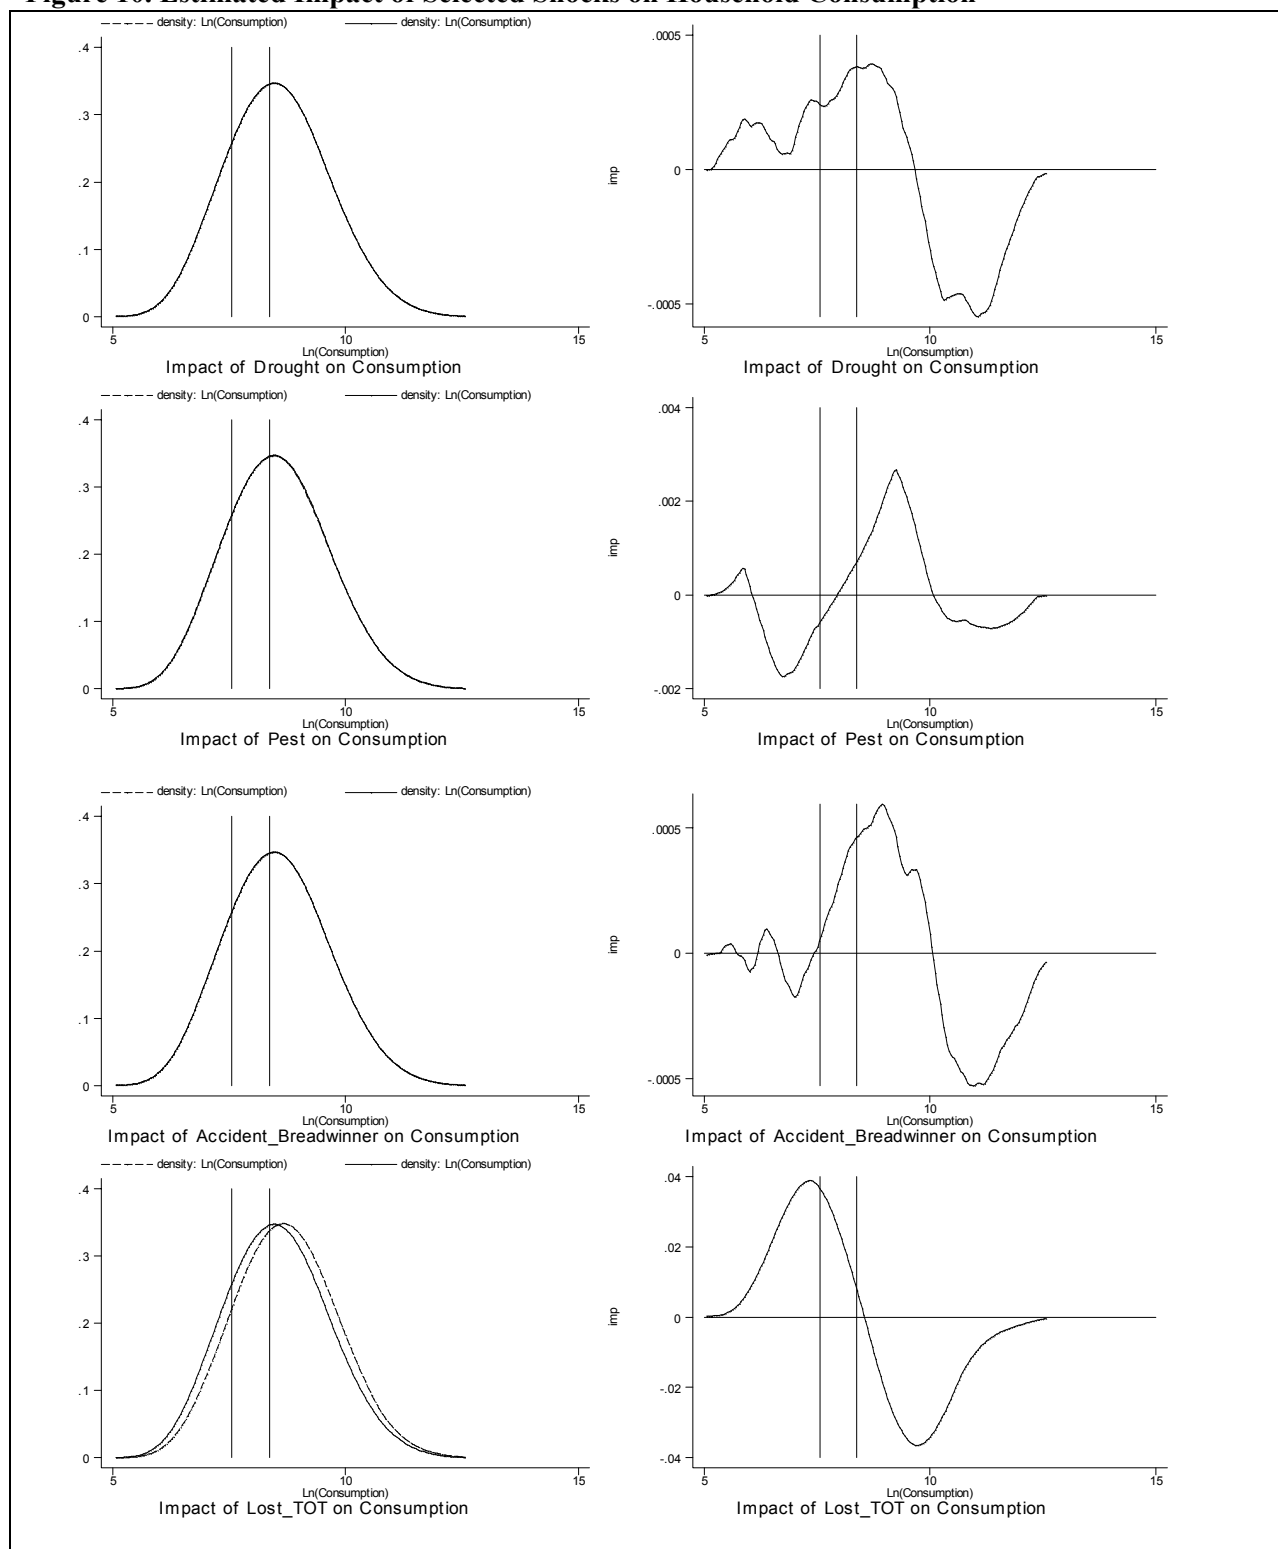 Figure 10. Estimated Impact of Selected Shocks on Household Consumption
density: Ln(Consumption) density: Ln(Consumption)
.4
.3
.2
.1
0
5 10 15
Ln(Consumption)
Impact of Drought on Consumption
.0005
0
-.0005
imp
5 10 15
Ln(Consumption)
Impact of Drought on Consumption
density: Ln(Consumption) density: Ln(Consumption)
.4
.3
.2
.1
0
5 10 15
Ln(Consumption)
Impact of Pest on Consumption
.004
.002
0
-.002
imp
5 10 15
Ln(Consumption)
Impact of Pest on Consumption
density: Ln(Consumption) density: Ln(Consumption)
.4
.3
.2
.1
0
5 10 15
Ln(Consumption)
Impact of Accident_Breadwinner on Consumption
.0005
0
-.0005
imp
5 10 15
Ln(Consumption)
Impact of Accident_Breadwinner on Consumption
density: Ln(Consumption) density: Ln(Consumption)
.4
.3
.2
.1
0
5 10 15
Ln(Consumption)
Impact of Lost_TOT on Consumption
.04
.02
0
-.02
-.04
imp
5 10 15
Ln(Consumption)
Impact of Lost_TOT on Consumption